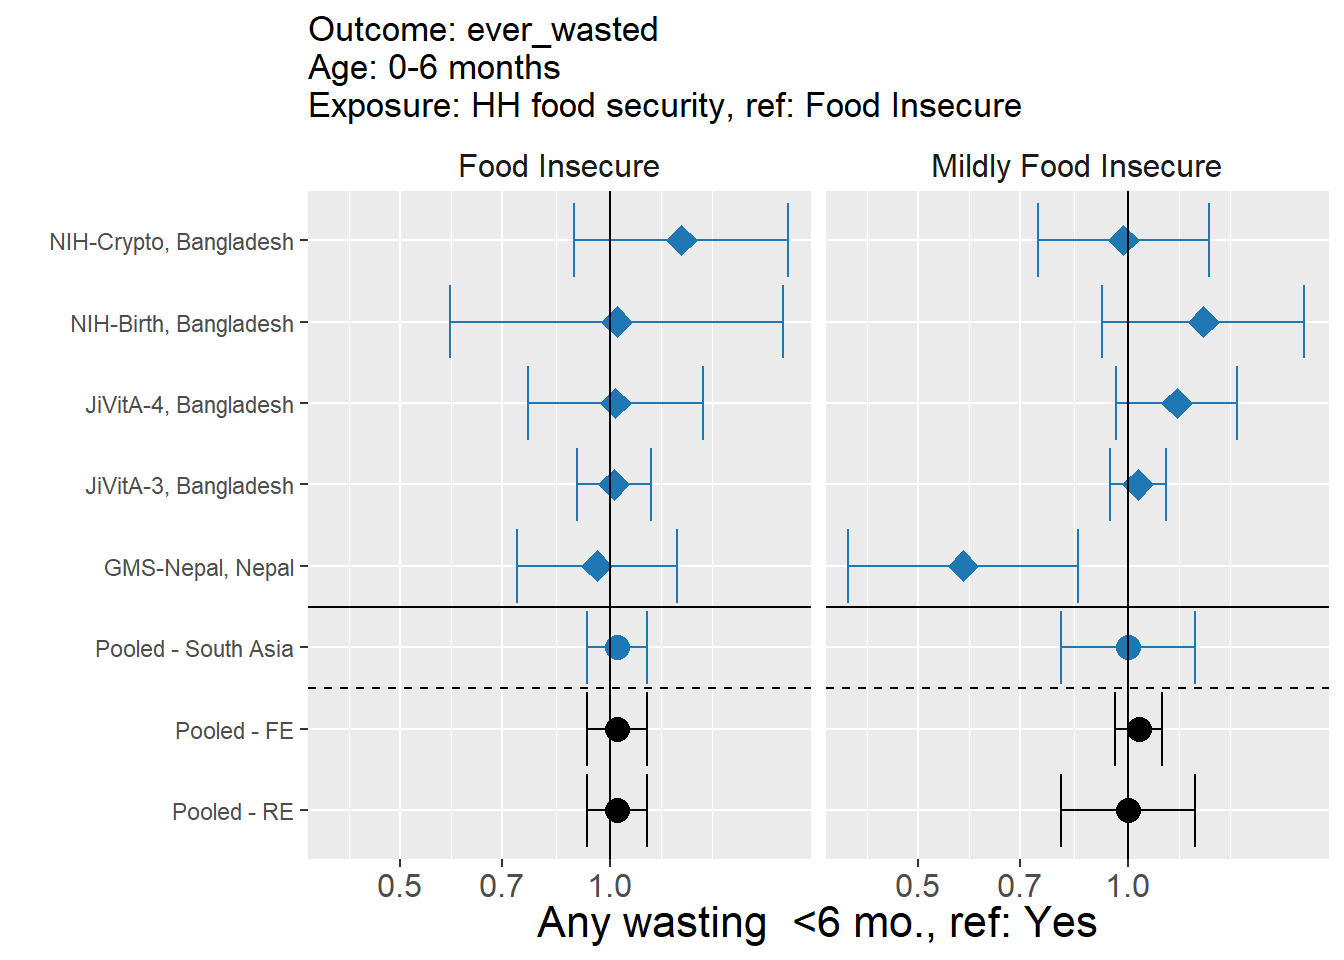 Outcome: ever_wasted
Age: 0-6 months
Exposure: HH food security, ref: Food Insecure
Food Insecure
Mildly Food Insecure
NIH-Crypto, Bangladesh
NIH-Birth, Bangladesh
JiVitA-4, Bangladesh
JiVitA-3, Bangladesh
GMS-Nepal, Nepal
Pooled - South Asia
Pooled - FE
Pooled - RE
0.5 0.7 1.0
0.5 0.7 1.0
Any wasting  <6 mo., ref: Yes